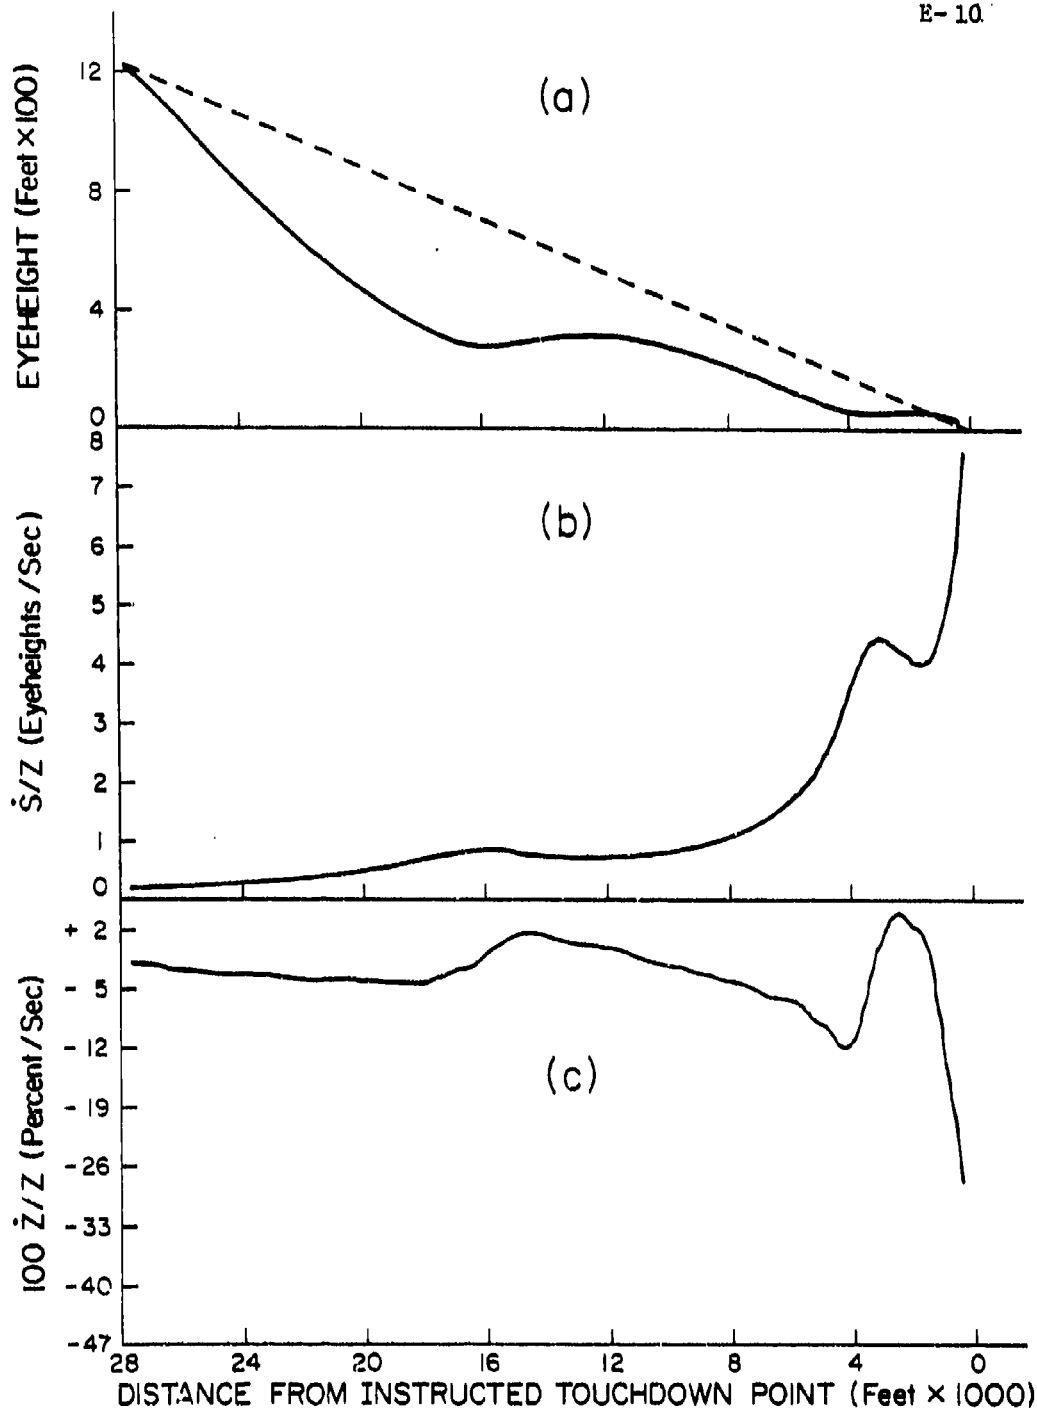 E-10
EYEHEIGHT (Feet × 100)
12
8
4
0
(a)
Ṡ/Z (Eyeheights/Sec)
8
7
6
5
4
3
2
1
0
(b)
100 Ż/Z (Percent/Sec)
+ 2
- 5
- 12
- 19
-26
-33
-40
-47
(c)
28 24 20 16 12 8 4 0
DISTANCE FROM INSTRUCTED TOUCHDOWN POINT (Feet × 1000)